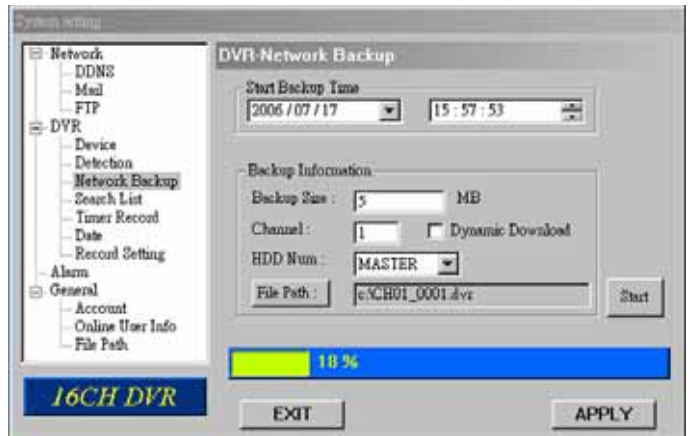 System setting
Network
DDNS
Mail
FTP
DVR
Device
Detection
Network Backup
Search List
Timer Record
Date
Record Setting
Alarm
General
Account
Online User Info
File Path
16CH DVR
DVR-Network Backup
Start Backup Time
2006 / 07 / 17
15 : 57 : 53
Backup Information
Backup Size : 5 MB
Channel : 1 Dynamic Download
HDD Num : MASTER
File Path : c:\CH01_0001.dvr
Start
18 %
EXIT
APPLY